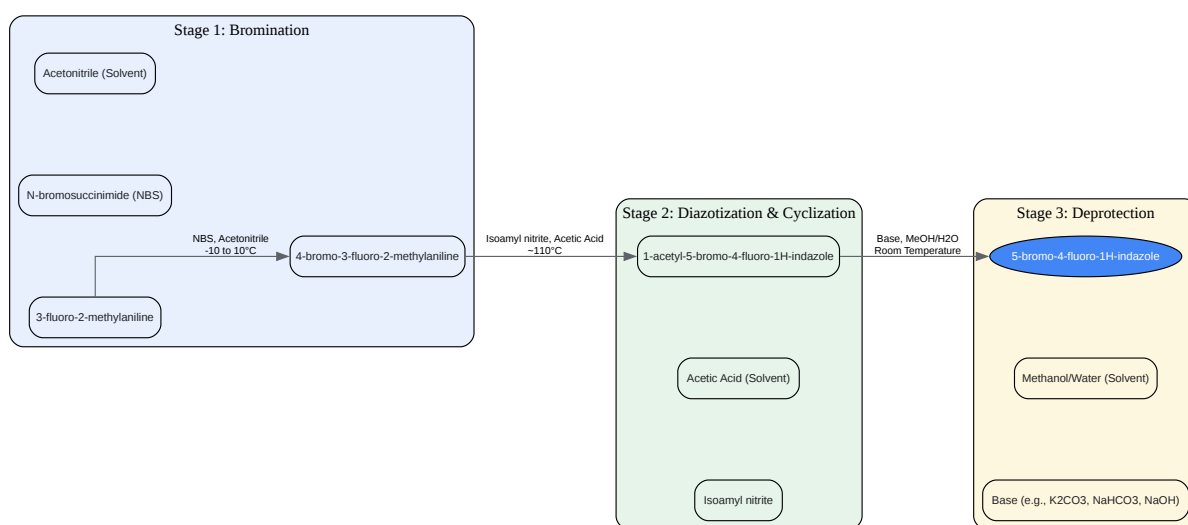 Stage 1: Bromination
Acetonitrile (Solvent)
N-bromosuccinimide (NBS)
NBS, Acetonitrile
-10 to 10°C
4-bromo-3-fluoro-2-methylaniline
3-fluoro-2-methylaniline
Isoamyl nitrite, Acetic Acid
~110°C
Stage 2: Diazotization & Cyclization
1-acetyl-5-bromo-4-fluoro-1H-indazole
Acetic Acid (Solvent)
Isoamyl nitrite
Base, MeOH/H2O
Room Temperature
Stage 3: Deprotection
5-bromo-4-fluoro-1H-indazole
Methanol/Water (Solvent)
Base (e.g., K2CO3, NaHCO3, NaOH)